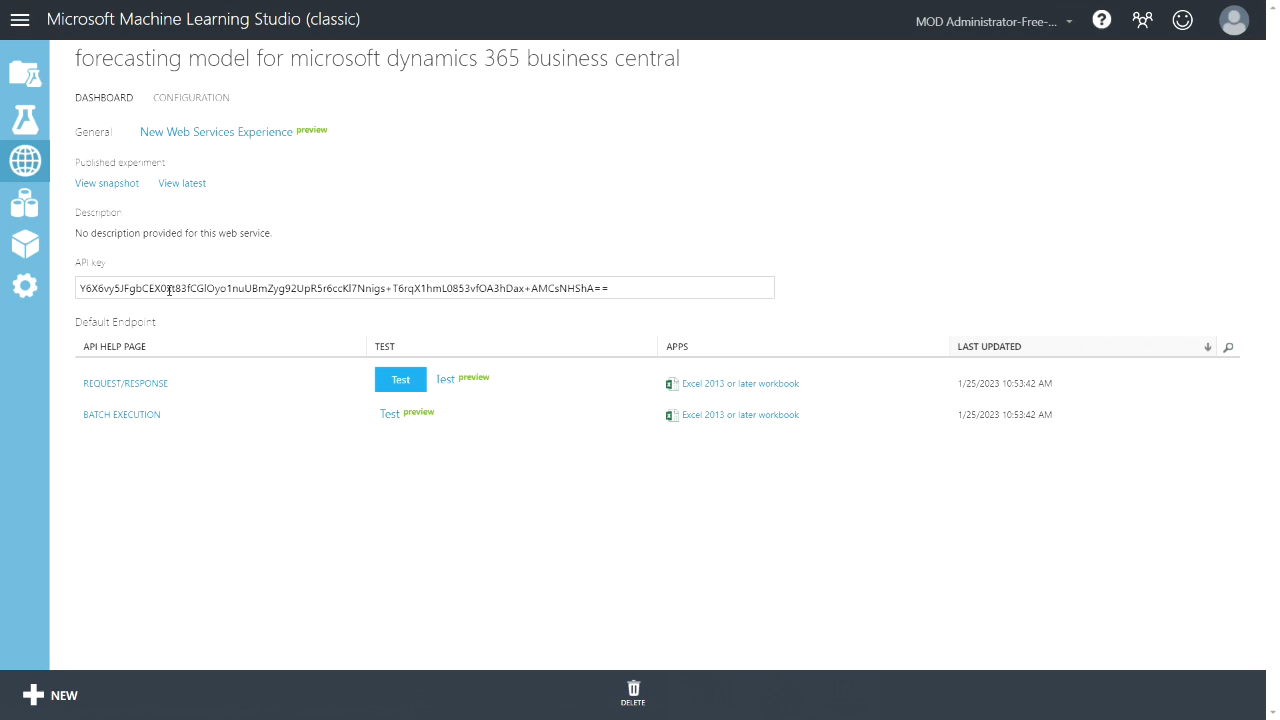 Microsoft Machine Learning Studio (classic)
MOD Administrator-Free-...
forecasting model for microsoft dynamics 365 business central
DASHBOARD CONFIGURATION
General New Web Services Experience preview
Published experiment
View snapshot View latest
Description
No description provided for this web service.
API key
Default Endpoint
API HELP PAGE TEST APPS LAST UPDATED
REQUEST/RESPONSE Test Test preview Excel 2013 or later workbook 1/25/2023 10:53:42 AM
BATCH EXECUTION Test preview Excel 2013 or later workbook 1/25/2023 10:53:42 AM
NEW
DELETE